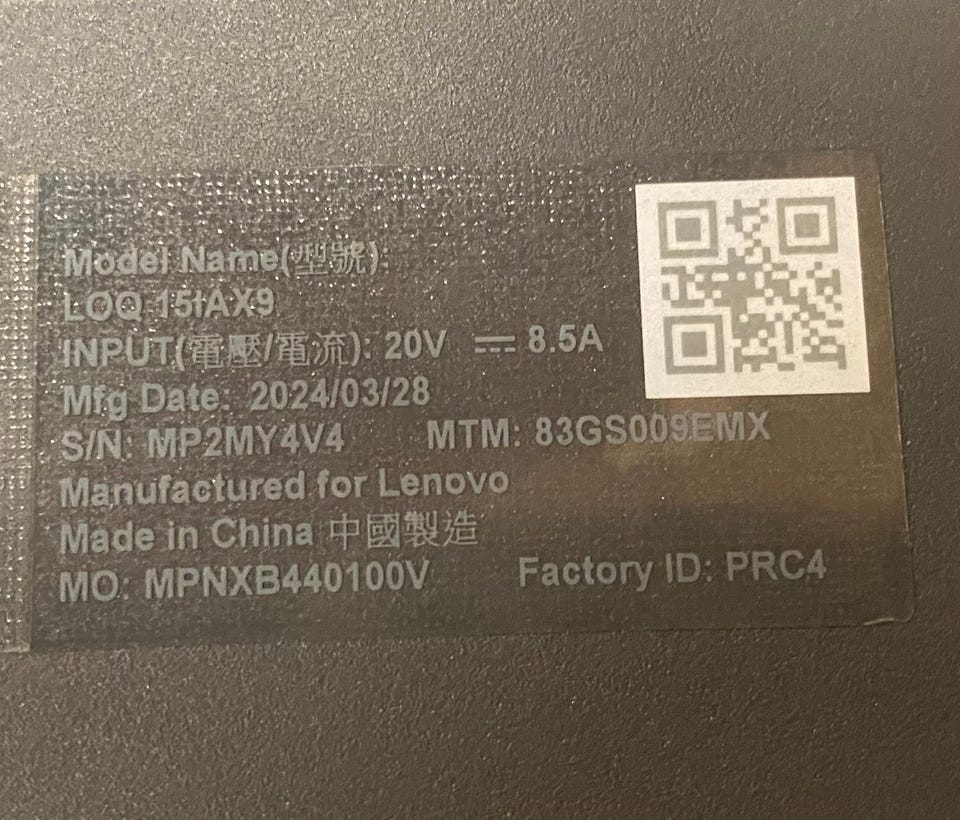 Model Name(型號):
LOQ 15IAX9
INPUT(電壓/電流): 20V ⎓ 8.5A
Mfg Date: 2024/03/28
S/N: MP2MY4V4 MTM: 83GS009EMX
Manufactured for Lenovo
Made in China 中國製造
MO: MPNXB440100V Factory ID: PRC4